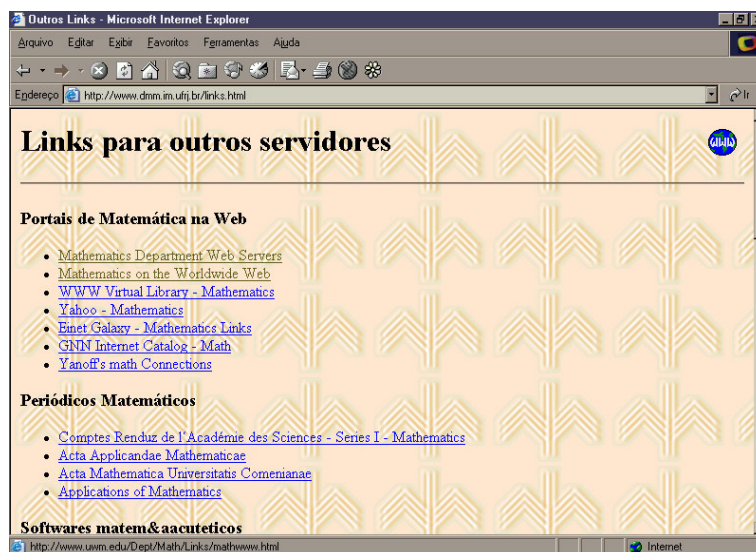 Outros Links - Microsoft Internet Explorer
Arquivo Editar Exibir Favoritos Ferramentas Ajuda
Endereço http://www.dmm.im.ufrj.br/links.html Ir
Links para outros servidores
WWW
Portais de Matemática na Web
Mathematics Department Web Servers
Mathematics on the Worldwide Web
WWW Virtual Library - Mathematics
Yahoo - Mathematics
Einet Galaxy - Mathematics Links
GNN Internet Catalog - Math
Yanoff's math Connections
Periódicos Matemáticos
Comptes Renduz de l'Académie des Sciences - Series I - Mathematics
Acta Applicandae Mathematicae
Acta Mathematica Universitatis Comenianae
Applications of Mathematics
Softwares matem&aacuteticos
http://www.uwm.edu/Dept/Math/Links/mathwww.html Internet